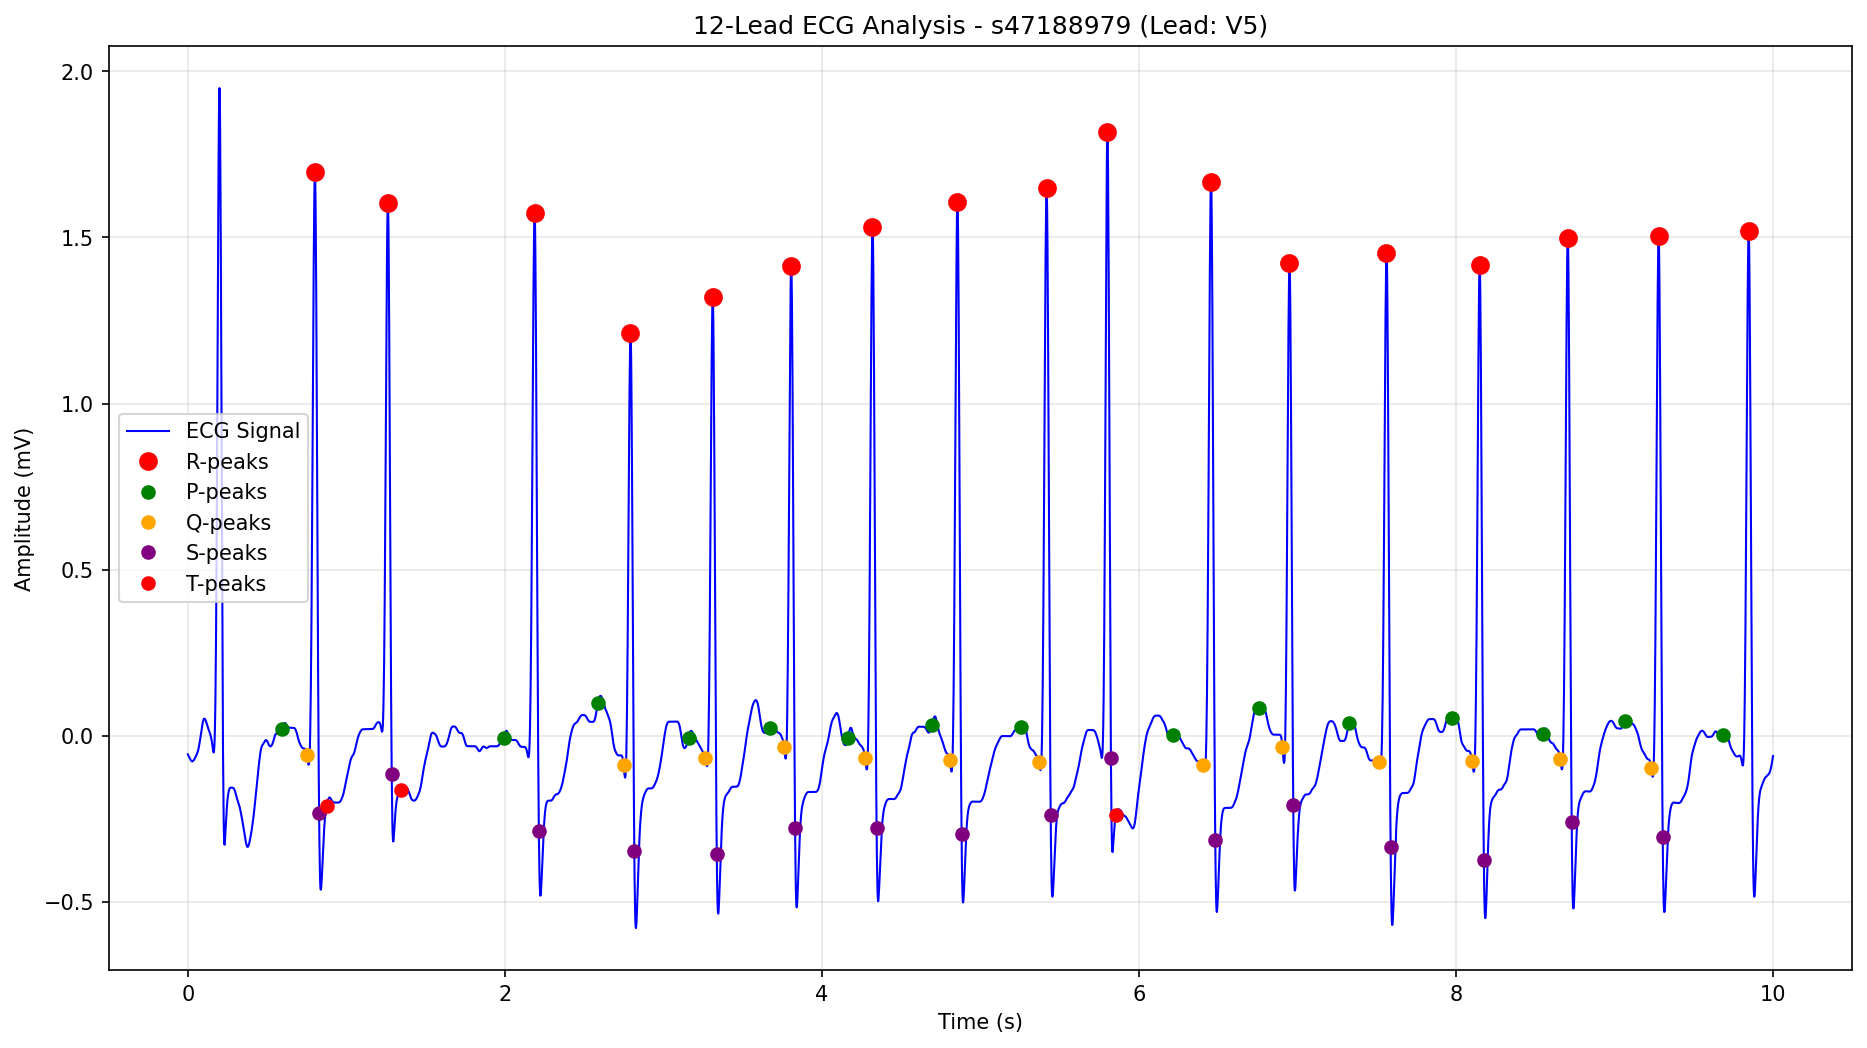 12-Lead ECG Analysis - s47188979 (Lead: V5)
Amplitude (mV)
2.0
1.5
1.0
0.5
0.0
−0.5
ECG Signal
R-peaks
P-peaks
Q-peaks
S-peaks
T-peaks
0 2 4 6 8 10
Time (s)